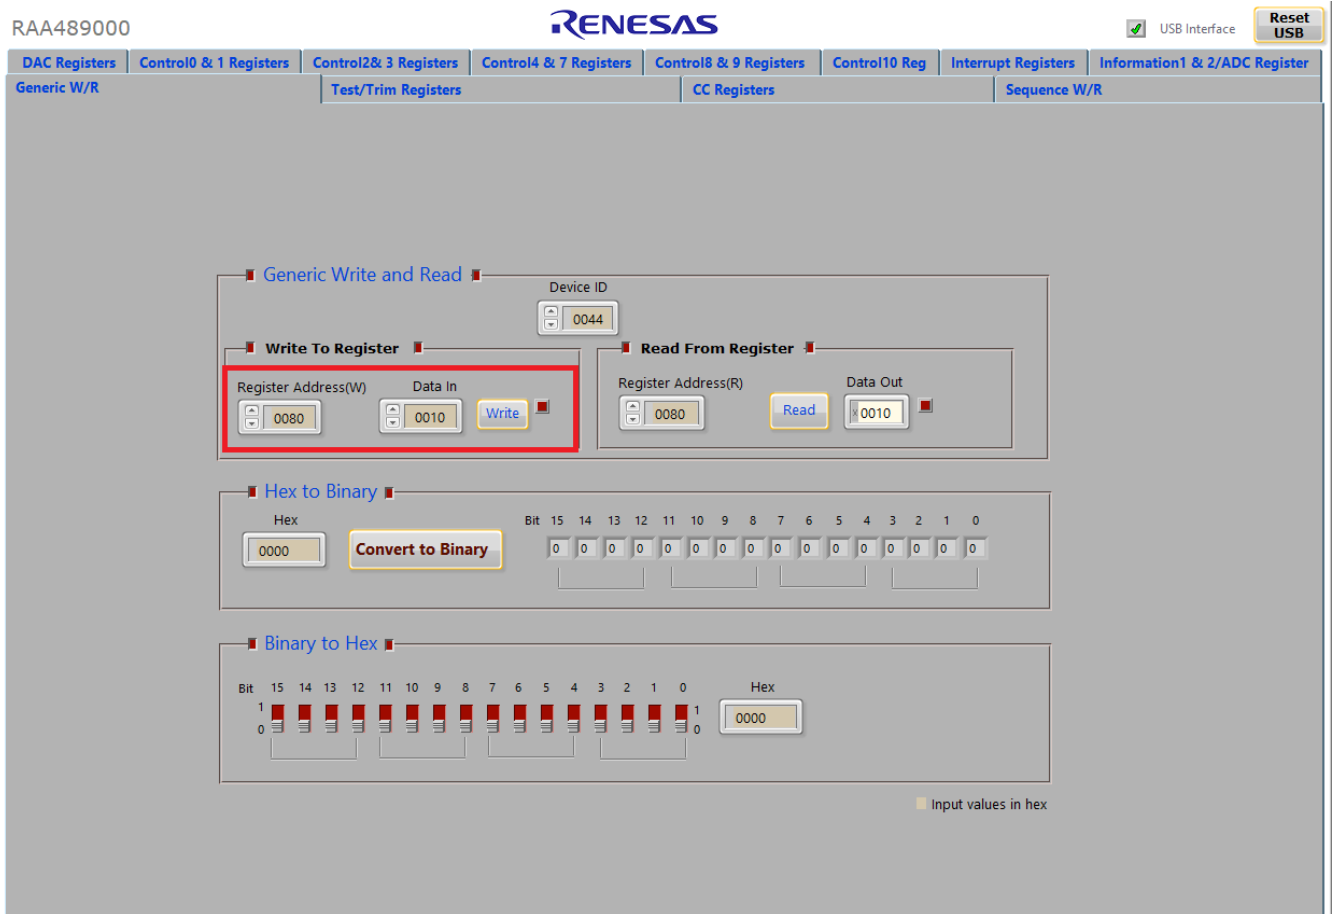 RAA489000
RENESAS
USB Interface
Reset USB
DAC Registers Control0 & 1 Registers Control2& 3 Registers Control4 & 7 Registers Control8 & 9 Registers Control10 Reg Interrupt Registers Information1 & 2/ADC Register
Generic W/R Test/Trim Registers CC Registers Sequence W/R
Generic Write and Read
Device ID
0044
Write To Register
Register Address(W) Data In
0080 0010 Write
Read From Register
Register Address(R) Data Out
0080 Read x0010
Hex to Binary
Hex
0000 Convert to Binary
Bit 15 14 13 12 11 10 9 8 7 6 5 4 3 2 1 0
0 0 0 0 0 0 0 0 0 0 0 0 0 0 0 0
Binary to Hex
Bit 15 14 13 12 11 10 9 8 7 6 5 4 3 2 1 0 Hex
1 1
0 0
0000
Input values in hex